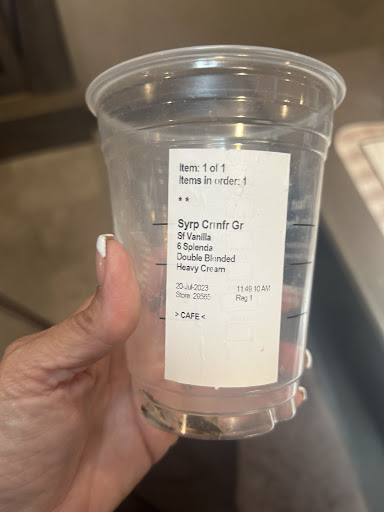 Item: 1 of 1
Items in order: 1
* *
Syrp Crmfr Gr
Sf Vanilla
6 Splenda
Double Blended
Heavy Cream
20-Jul-2023 11:49:10 AM
Store: 29565 Reg 1
> CAFE <